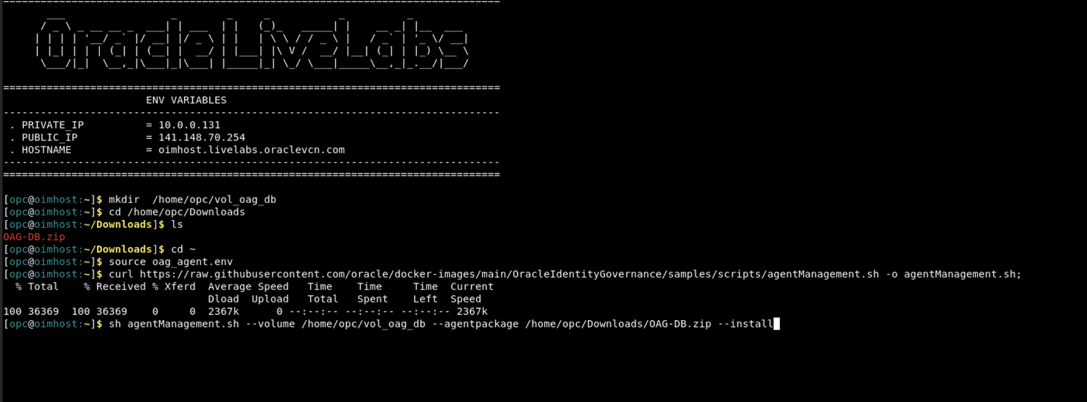 Oracle LiveLabs
ENV VARIABLES
. PRIVATE_IP = 10.0.0.131
. PUBLIC_IP = 141.148.70.254
. HOSTNAME = oimhost.livelabs.oraclevcn.com
[opc@oimhost:~]$ mkdir  /home/opc/vol_oag_db
[opc@oimhost:~]$ cd /home/opc/Downloads
[opc@oimhost:~/Downloads]$ ls
OAG-DB.zip
[opc@oimhost:~/Downloads]$ cd ~
[opc@oimhost:~]$ source oag_agent.env
[opc@oimhost:~]$ curl https://raw.githubusercontent.com/oracle/docker-images/main/OracleIdentityGovernance/samples/scripts/agentManagement.sh -o agentManagement.sh;
  % Total    % Received % Xferd  Average Speed   Time    Time     Time  Current
                                 Dload  Upload   Total   Spent    Left  Speed
100 36369  100 36369    0     0  2367k      0 --:--:-- --:--:-- --:--:-- 2367k
[opc@oimhost:~]$ sh agentManagement.sh --volume /home/opc/vol_oag_db --agentpackage /home/opc/Downloads/OAG-DB.zip --install